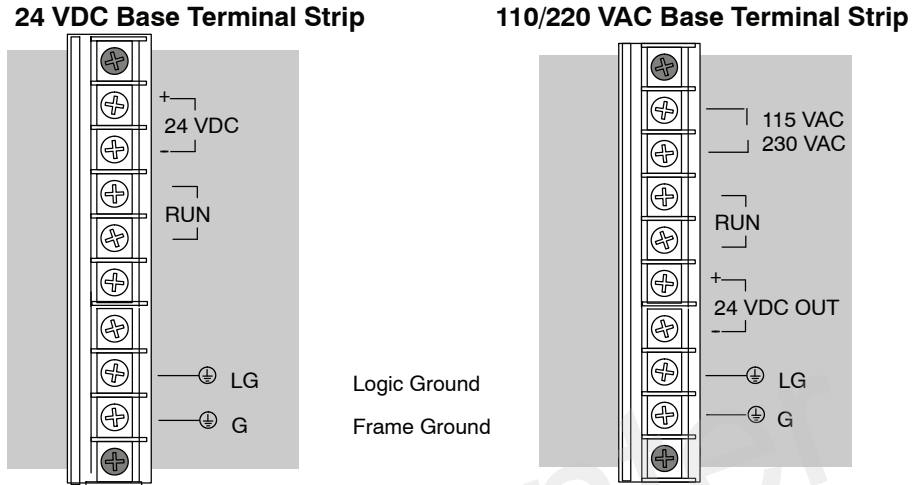 24 VDC Base Terminal Strip
+
24 VDC
-
RUN
LG
G
Logic Ground
Frame Ground
110/220 VAC Base Terminal Strip
115 VAC
230 VAC
RUN
+
24 VDC OUT
-
LG
G